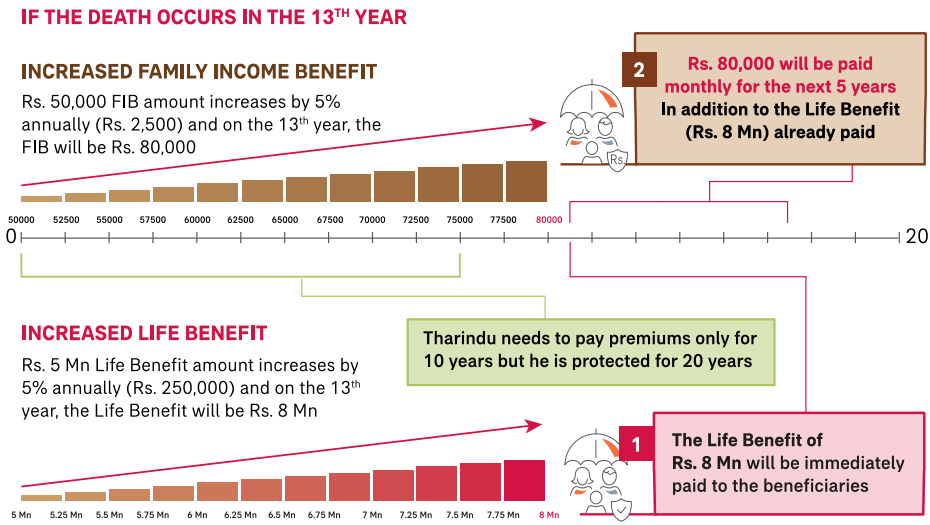 IF THE DEATH OCCURS IN THE 13TH YEAR
INCREASED FAMILY INCOME BENEFIT
Rs. 50,000 FIB amount increases by 5%
annually (Rs. 2,500) and on the 13th year, the
FIB will be Rs. 80,000
2
Rs. 80,000 will be paid
monthly for the next 5 years
In addition to the Life Benefit
(Rs. 8 Mn) already paid
Rs.
50000 52500 55000 57500 60000 62500 65000 67500 70000 72500 75000 77500 80000
0 20
Tharindu needs to pay premiums only for
10 years but he is protected for 20 years
INCREASED LIFE BENEFIT
Rs. 5 Mn Life Benefit amount increases by
5% annually (Rs. 250,000) and on the 13th
year, the Life Benefit will be Rs. 8 Mn
1
The Life Benefit of
Rs. 8 Mn will be immediately
paid to the beneficiaries
5 Mn 5.25 Mn 5.5 Mn 5.75 Mn 6 Mn 6.25 Mn 6.5 Mn 6.75 Mn 7 Mn 7.25 Mn 7.5 Mn 7.75 Mn 8 Mn